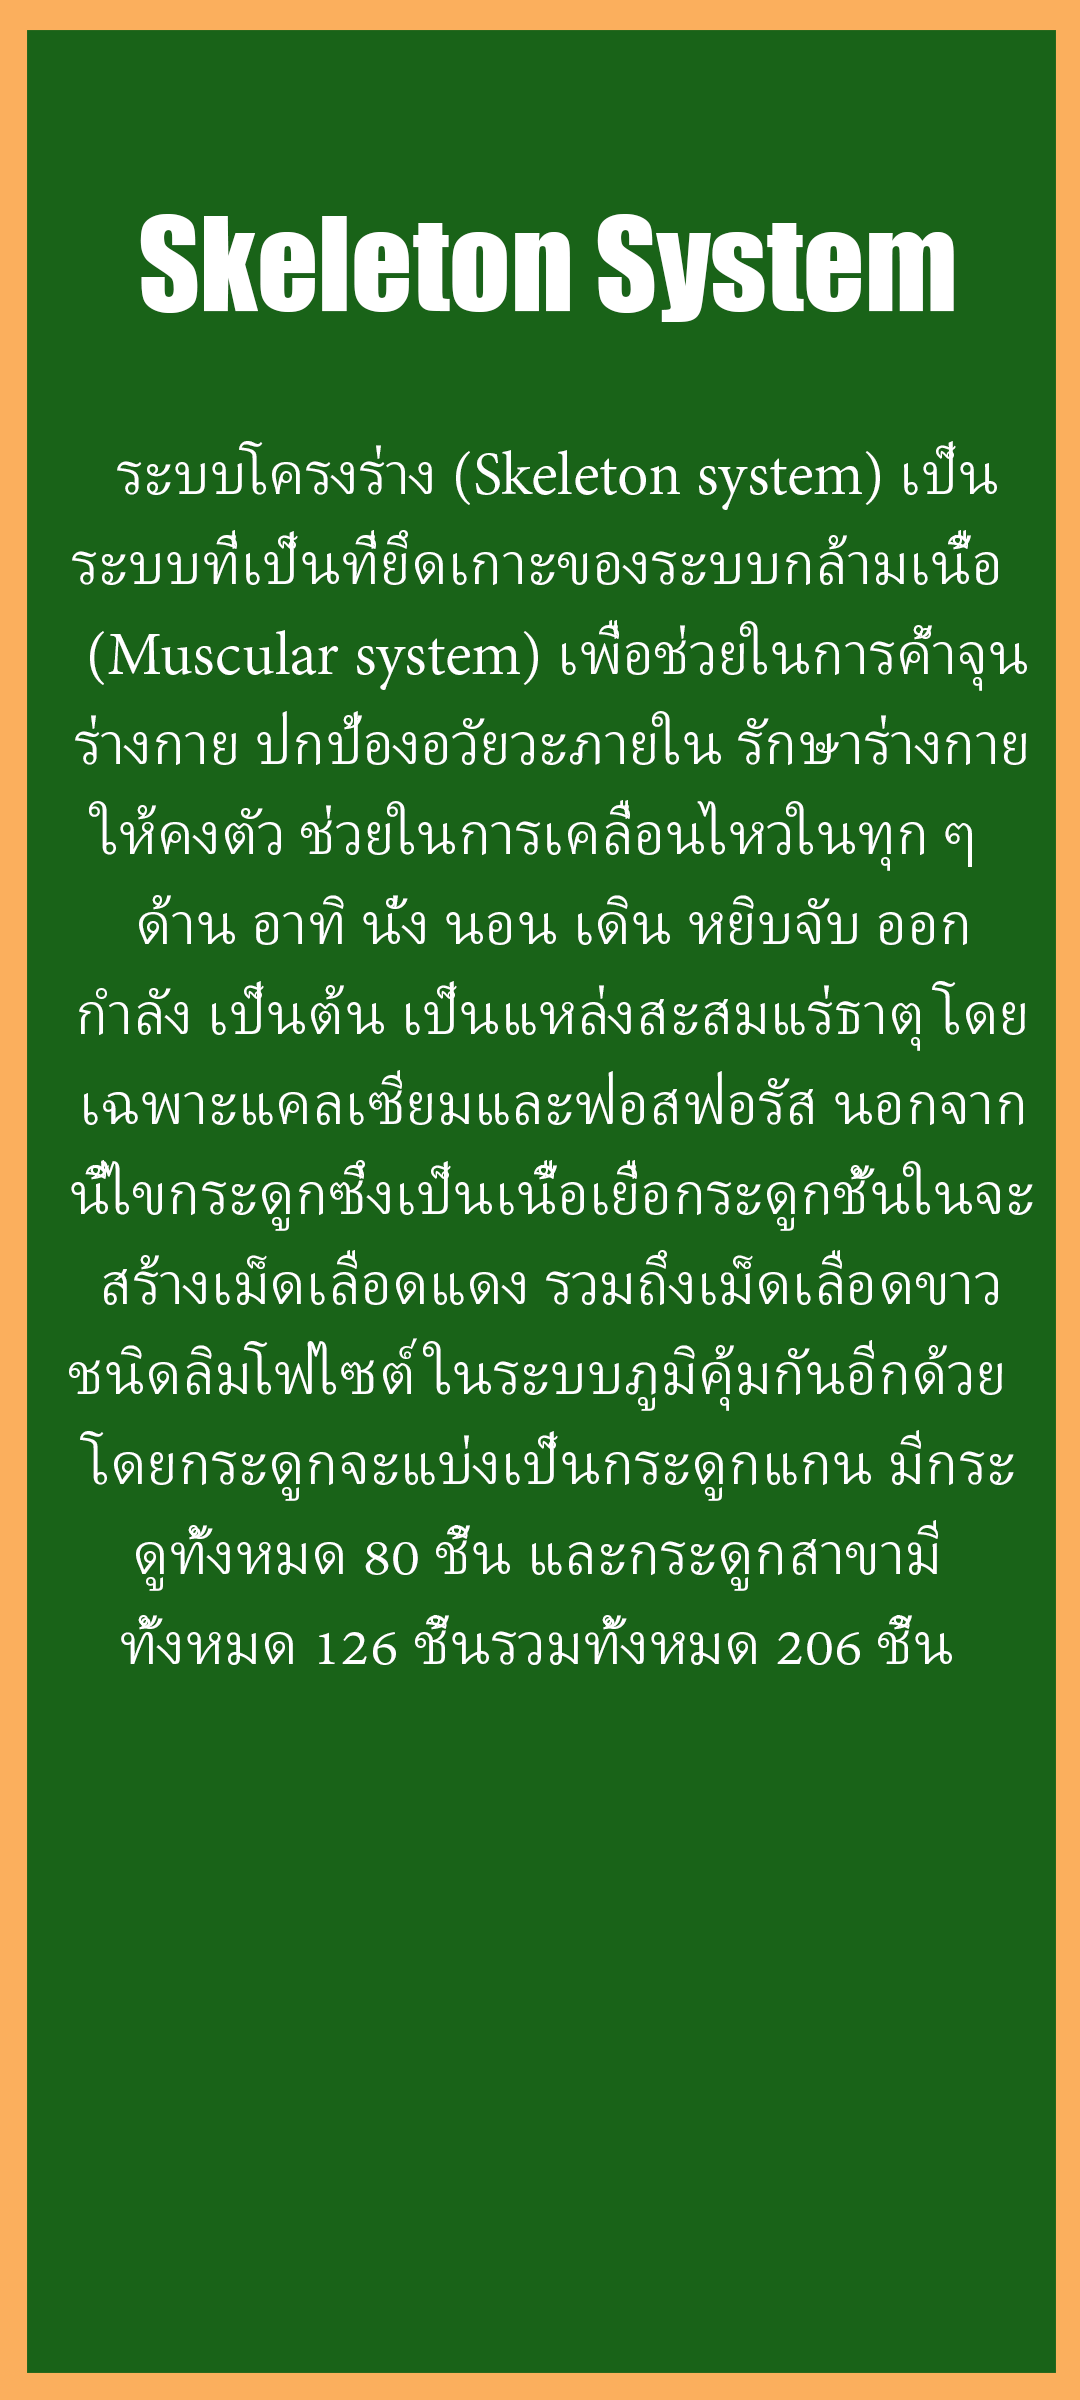 Skeleton System
ระบบโครงร่าง (Skeleton system) เป็น
ระบบที่เป็นที่ยึดเกาะของระบบกล้ามเนื้อ
(Muscular system) เพื่อช่วยในการค้ำจุน
ร่างกาย ปกป้องอวัยวะภายใน รักษาร่างกาย
ให้คงตัว ช่วยในการเคลื่อนไหวในทุก ๆ
ด้าน อาทิ นั่ง นอน เดิน หยิบจับ ออก
กำลัง เป็นต้น เป็นแหล่งสะสมแร่ธาตุ โดย
เฉพาะแคลเซียมและฟอสฟอรัส นอกจาก
นี้ไขกระดูกซึ่งเป็นเนื้อเยื่อกระดูกชั้นในจะ
สร้างเม็ดเลือดแดง รวมถึงเม็ดเลือดขาว
ชนิดลิมโฟไซต์ ในระบบภูมิคุ้มกันอีกด้วย
โดยกระดูกจะแบ่งเป็นกระดูกแกน มีกระ
ดูทั้งหมด 80 ชิ้น และกระดูกสาขามี
ทั้งหมด 126 ชิ้นรวมทั้งหมด 206 ชิ้น